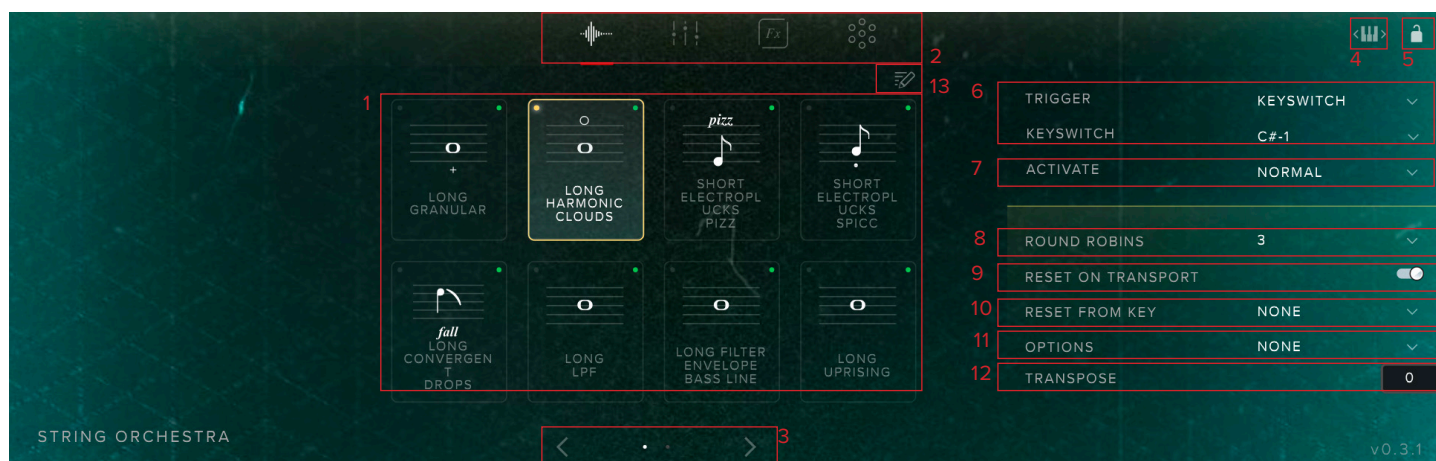 Fx
2
13
4
5
1
LONG
GRANULAR
LONG
HARMONIC
CLOUDS
pizz
SHORT
ELECTROPL
UCKS
PIZZ
SHORT
ELECTROPL
UCKS
SPICC
fall
LONG
CONVERGEN
T
DROPS
LONG
LPF
LONG FILTER
ENVELOPE
BASS LINE
LONG
UPRISING
3
6
TRIGGER KEYSWITCH
KEYSWITCH C#-1
7 ACTIVATE NORMAL
8 ROUND ROBINS 3
9 RESET ON TRANSPORT
10 RESET FROM KEY NONE
11 OPTIONS NONE
12 TRANSPOSE 0
STRING ORCHESTRA
v0.3.1